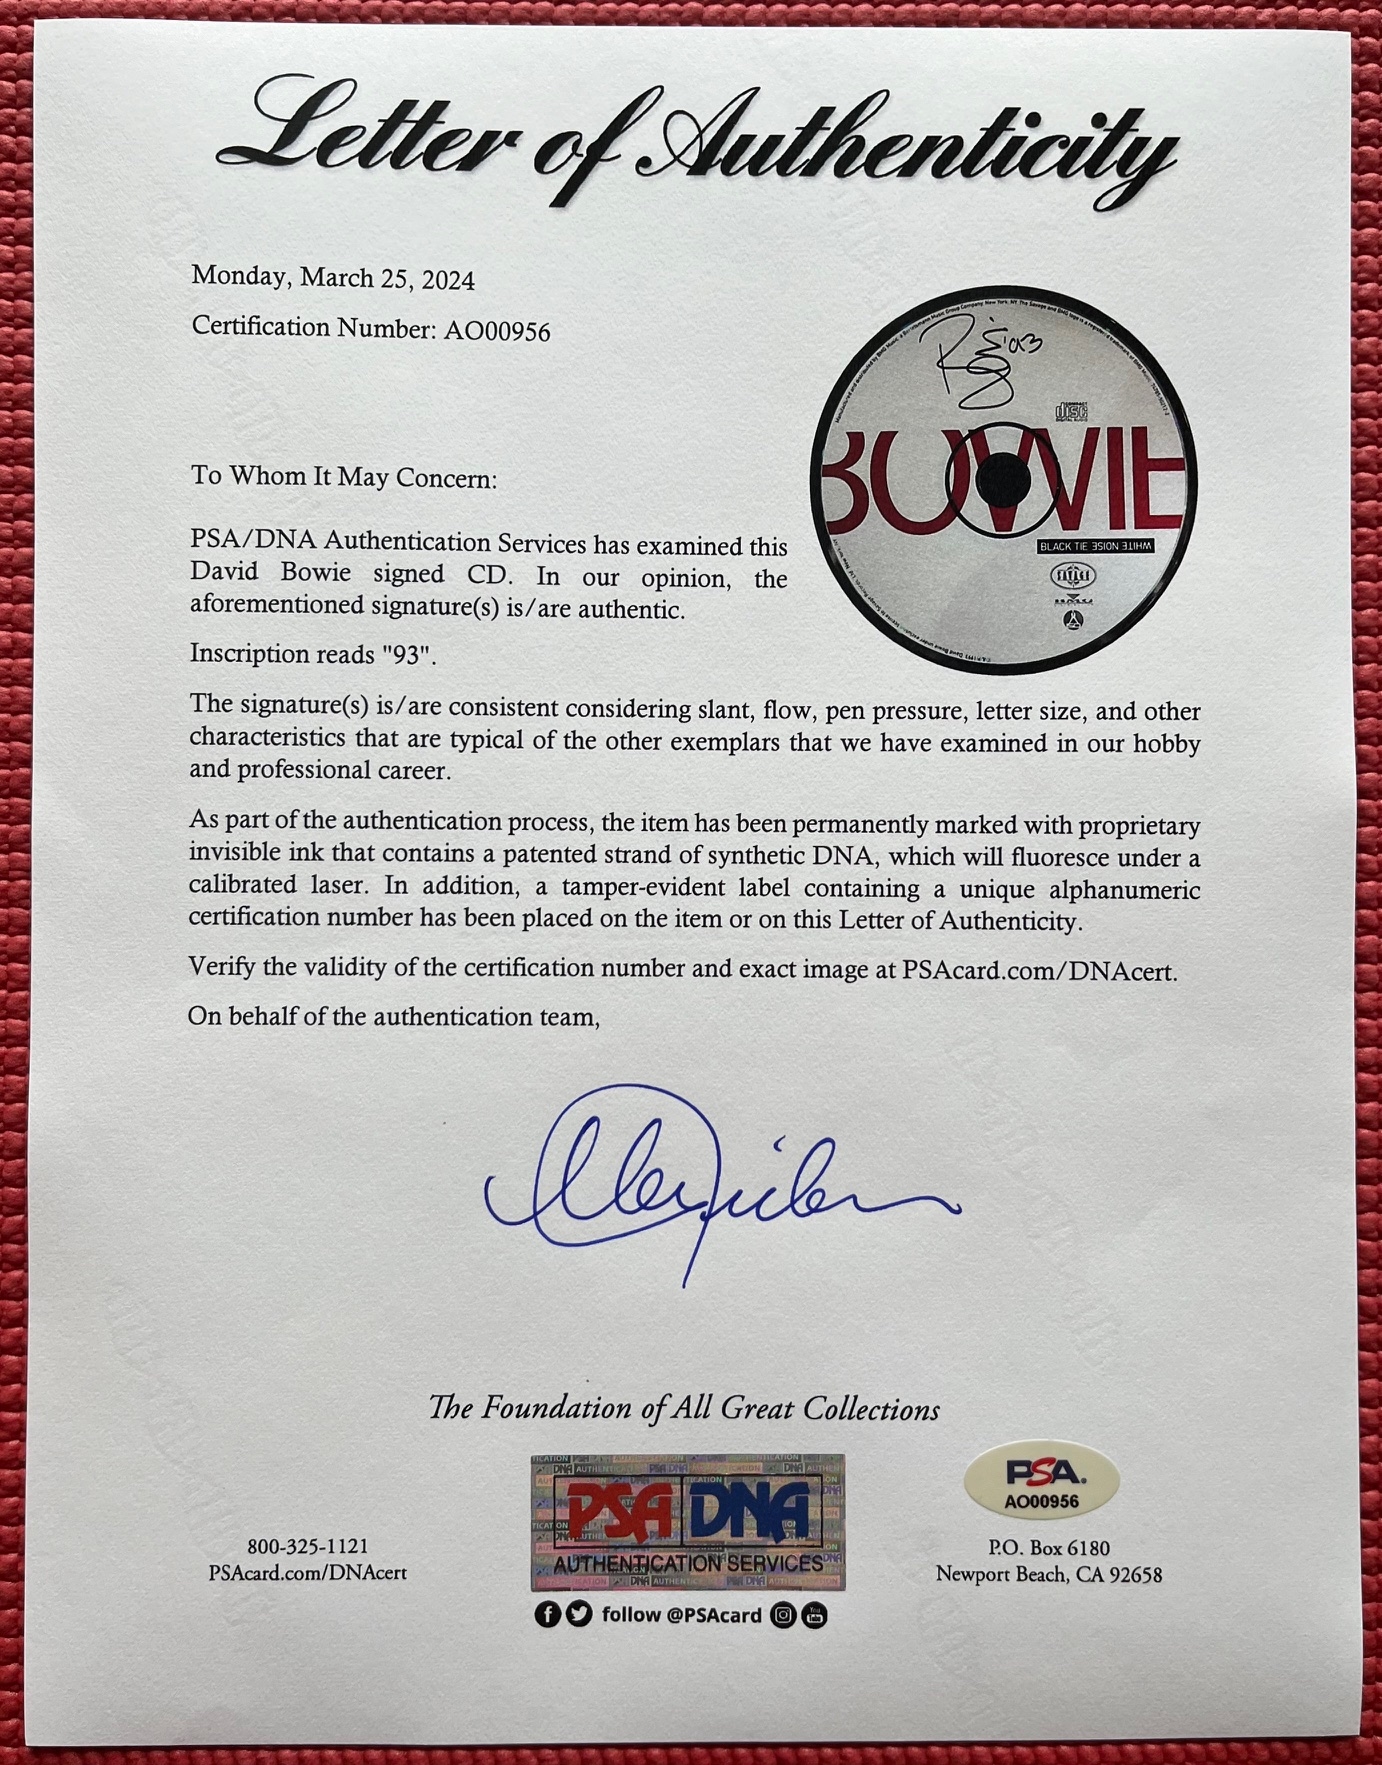 Letter of Authenticity
Monday, March 25, 2024
Certification Number: AO00956
'93
COMPACT
disc
DIGITAL AUDIO
BOWIE
BLACK TIE WHITE NOISE
SAVAGE
BMG
To Whom It May Concern:
PSA/DNA Authentication Services has examined this
David Bowie signed CD. In our opinion, the
aforementioned signature(s) is/are authentic.
Inscription reads "93".
The signature(s) is/are consistent considering slant, flow, pen pressure, letter size, and other
characteristics that are typical of the other exemplars that we have examined in our hobby
and professional career.
As part of the authentication process, the item has been permanently marked with proprietary
invisible ink that contains a patented strand of synthetic DNA, which will fluoresce under a
calibrated laser. In addition, a tamper-evident label containing a unique alphanumeric
certification number has been placed on the item or on this Letter of Authenticity.
Verify the validity of the certification number and exact image at PSAcard.com/DNAcert.
On behalf of the authentication team,
The Foundation of All Great Collections
800-325-1121
PSAcard.com/DNAcert
PSA DNA
AUTHENTICATION SERVICES
follow @PSAcard
PSA.
AO00956
P.O. Box 6180
Newport Beach, CA 92658